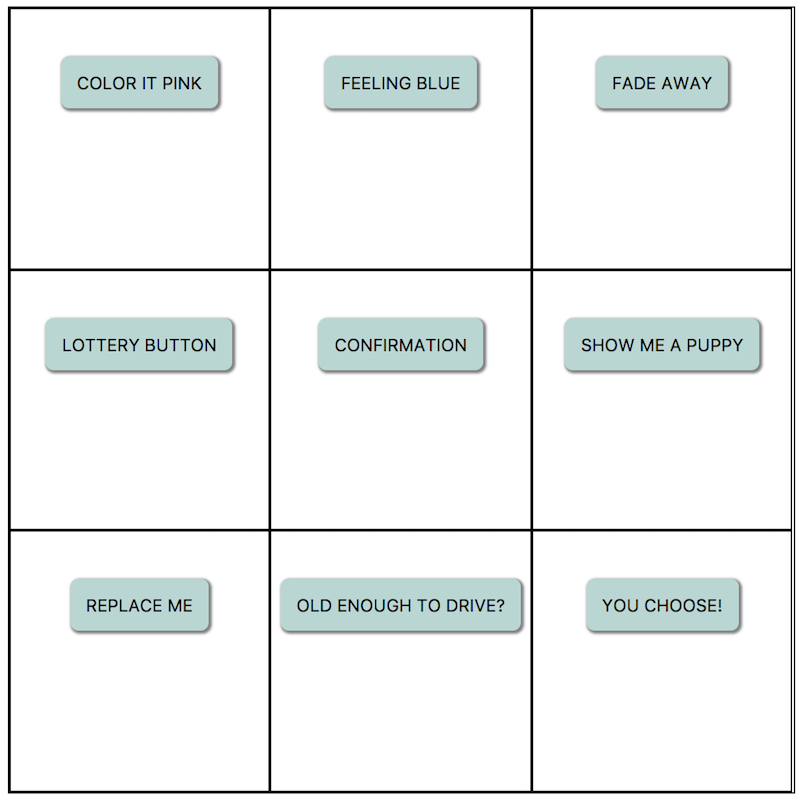 COLOR IT PINK
FEELING BLUE
FADE AWAY
LOTTERY BUTTON
CONFIRMATION
SHOW ME A PUPPY
REPLACE ME
OLD ENOUGH TO DRIVE?
YOU CHOOSE!